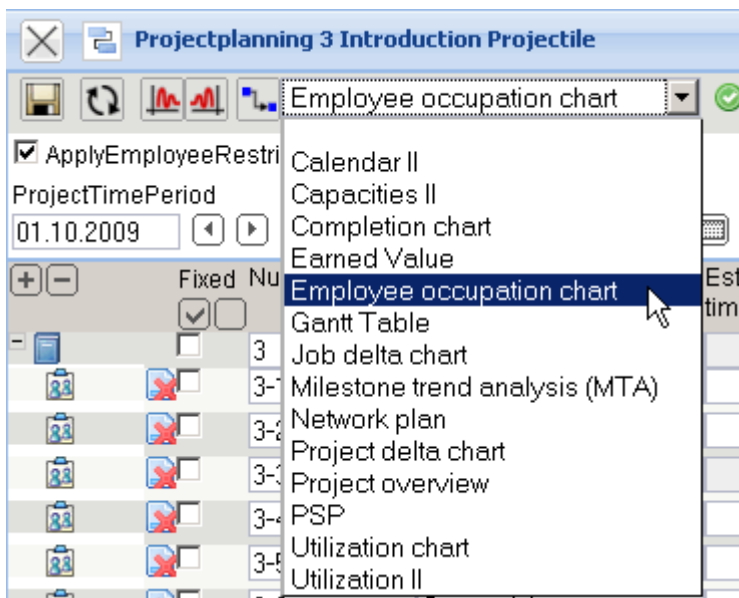 Projectplanning 3 Introduction Projectile
Employee occupation chart
ApplyEmployeeRestri
Calendar II
ProjectTimePeriod
Capacities II
01.10.2009
Completion chart
Earned Value
Fixed Nu
Employee occupation chart
Est
tim
Gantt Table
3
Job delta chart
3-
Milestone trend analysis (MTA)
3-2
Network plan
Project delta chart
3-3
Project overview
3-4
PSP
Utilization chart
3-5
Utilization II